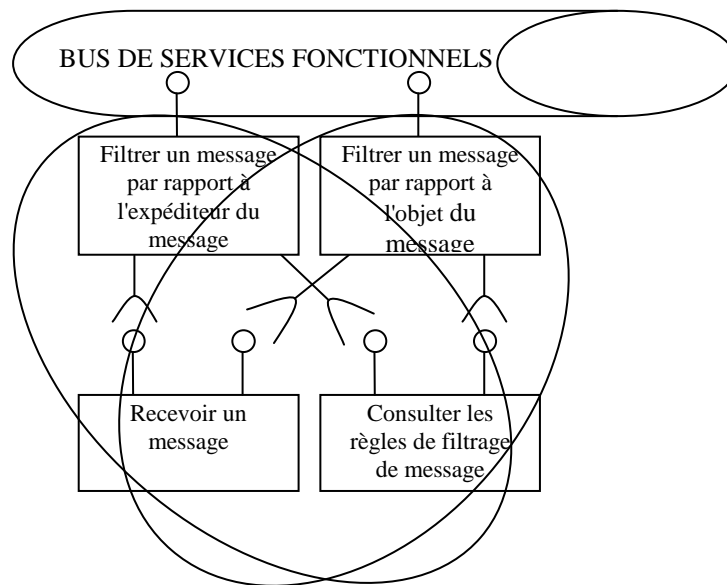 BUS DE SERVICES FONCTIONNELS
Filtrer un message
par rapport à
l'expéditeur du
message
Filtrer un message
par rapport à
l'objet du
message
Recevoir un
message
Consulter les
règles de filtrage
de message